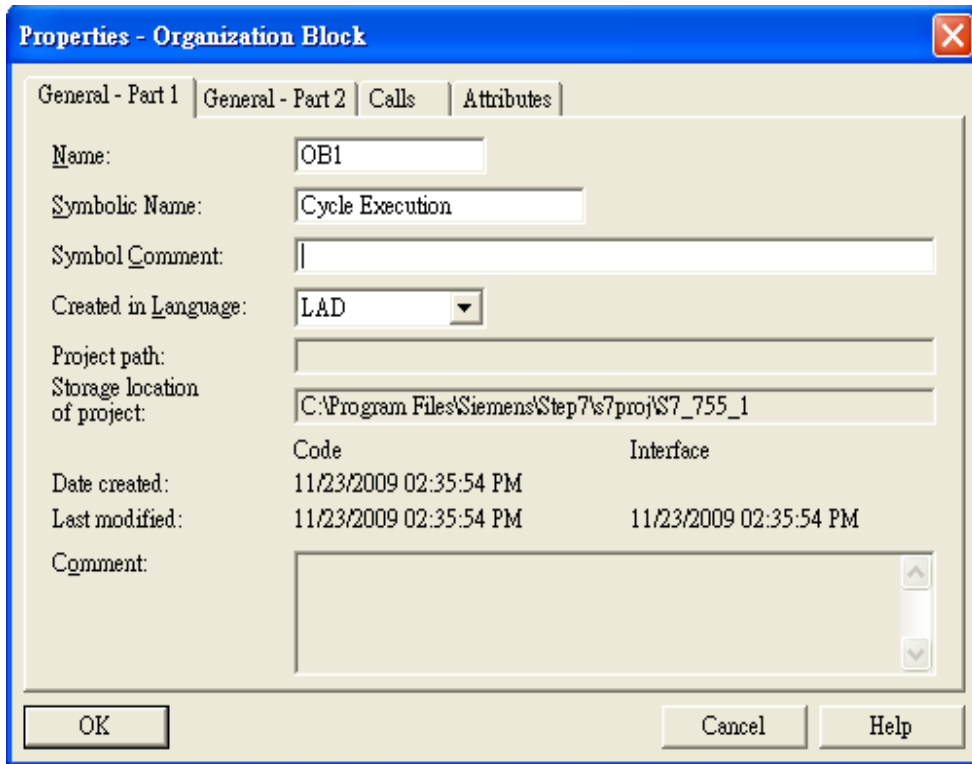 Properties - Organization Block
General - Part 1 General - Part 2 Calls Attributes
Name: OB1
Symbolic Name: Cycle Execution
Symbol Comment:
Created in Language: LAD
Project path:
Storage location
of project: C:\Program Files\Siemens\Step7\s7proj\S7_755_1
Code Interface
Date created: 11/23/2009 02:35:54 PM
Last modified: 11/23/2009 02:35:54 PM 11/23/2009 02:35:54 PM
Comment:
OK Cancel Help